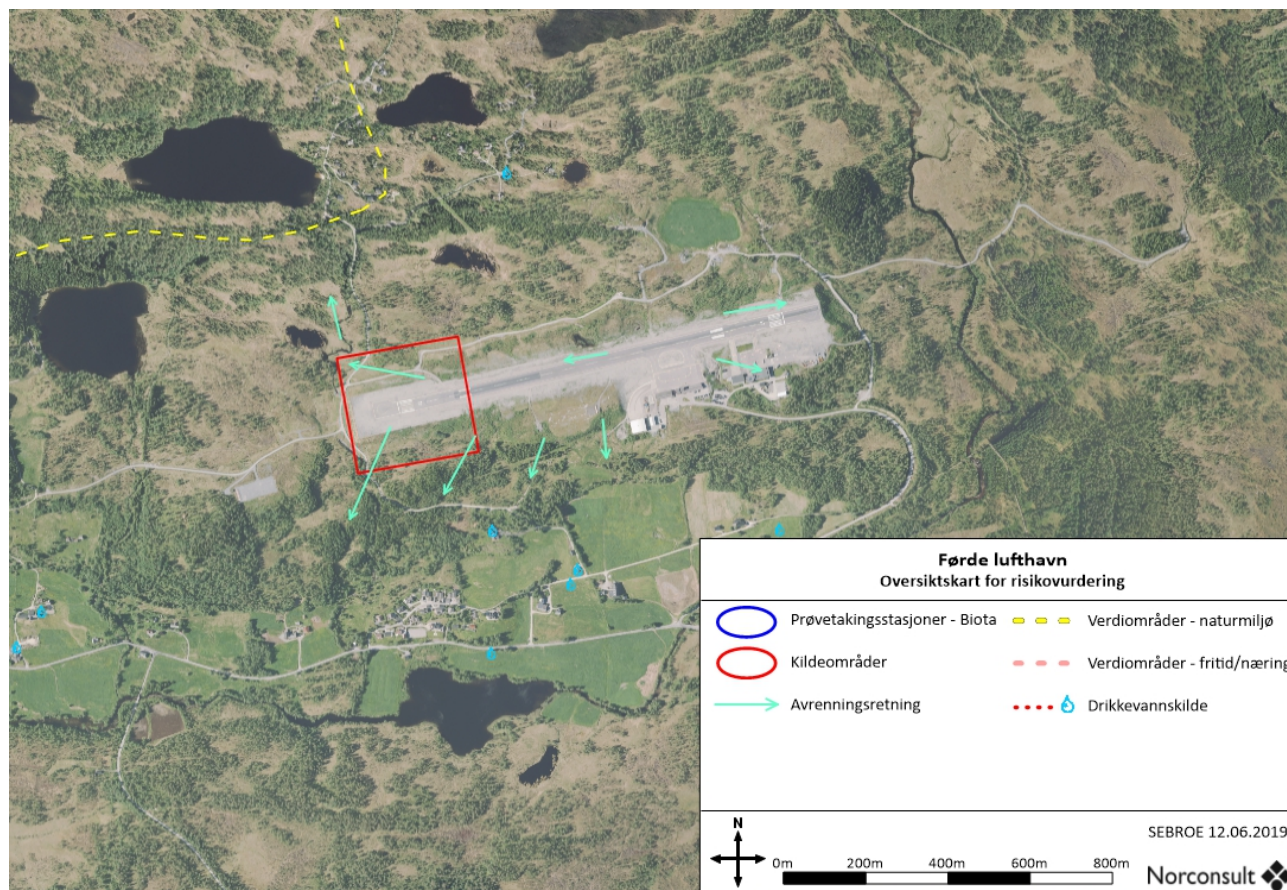 Førde lufthavn
Oversiktskart for risikovurdering
Prøvetakingsstasjoner - Biota
Verdiområder - naturmiljø
Kildeområder
Verdiområder - fritid/næring
Avrenningsretning
Drikkevannskilde
N
SEBROE 12.06.2019
0m 200m 400m 600m 800m
Norconsult